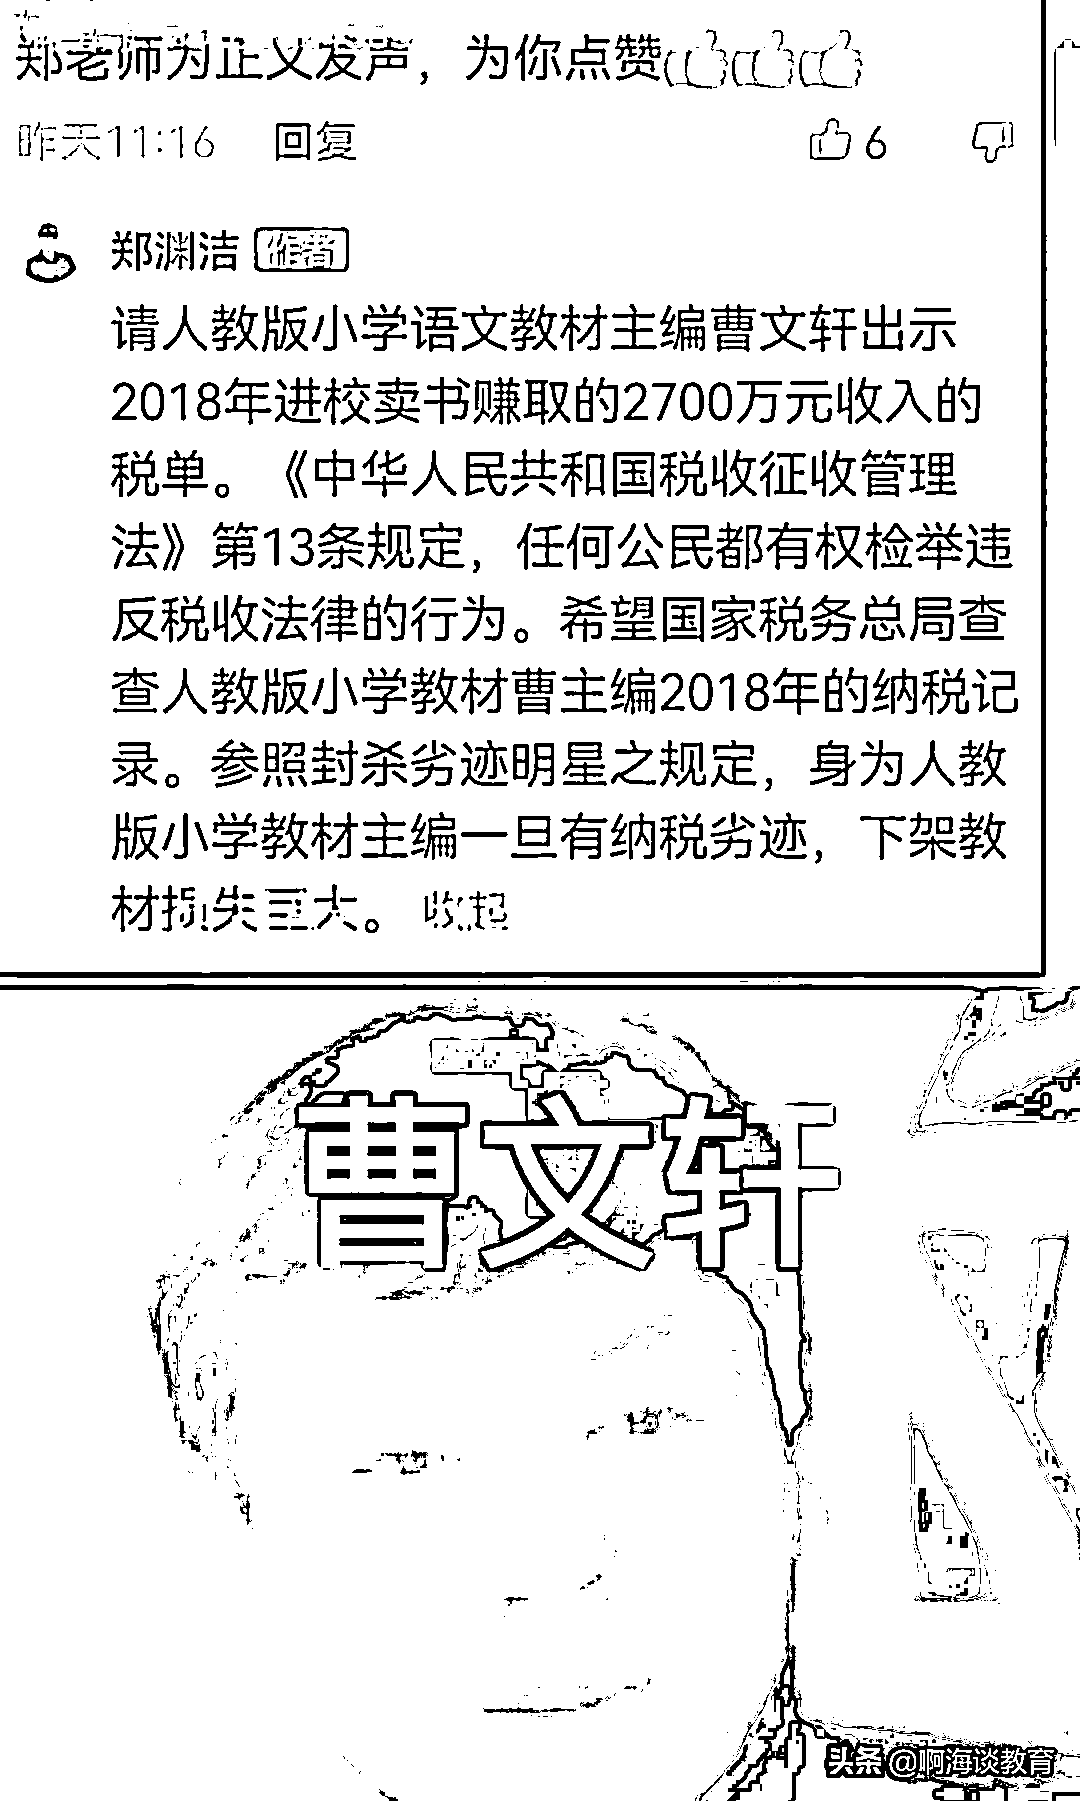 郑老师为正义发声，为你点赞👍👍👍
昨天11:16 回复 6
郑渊洁 作者
请人教版小学语文教材主编曹文轩出示
2018年进校卖书赚取的2700万元收入的
税单。《中华人民共和国税收征收管理
法》第13条规定，任何公民都有权检举违
反税收法律的行为。希望国家税务总局查
查人教版小学教材曹主编2018年的纳税记
录。参照封杀劣迹明星之规定，身为人教
版小学教材主编一旦有纳税劣迹，下架教
材损失巨大。 收起
曹文轩
头条 @啊海谈教育